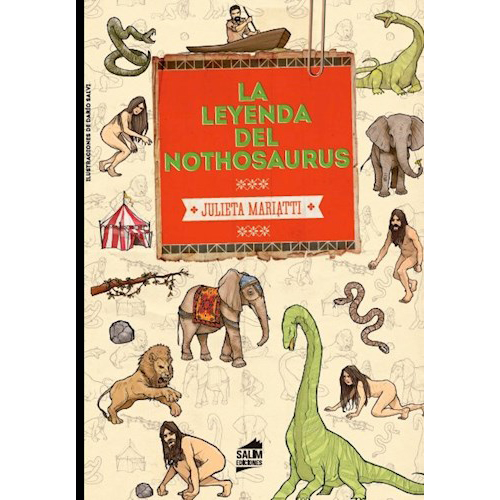 LA
LEYENDA
DEL
NOTHOSAURUS
JULIETA MARIATTI
ILUSTRACIONES DE DARÍO SALVI
SALIM
EDICIONES